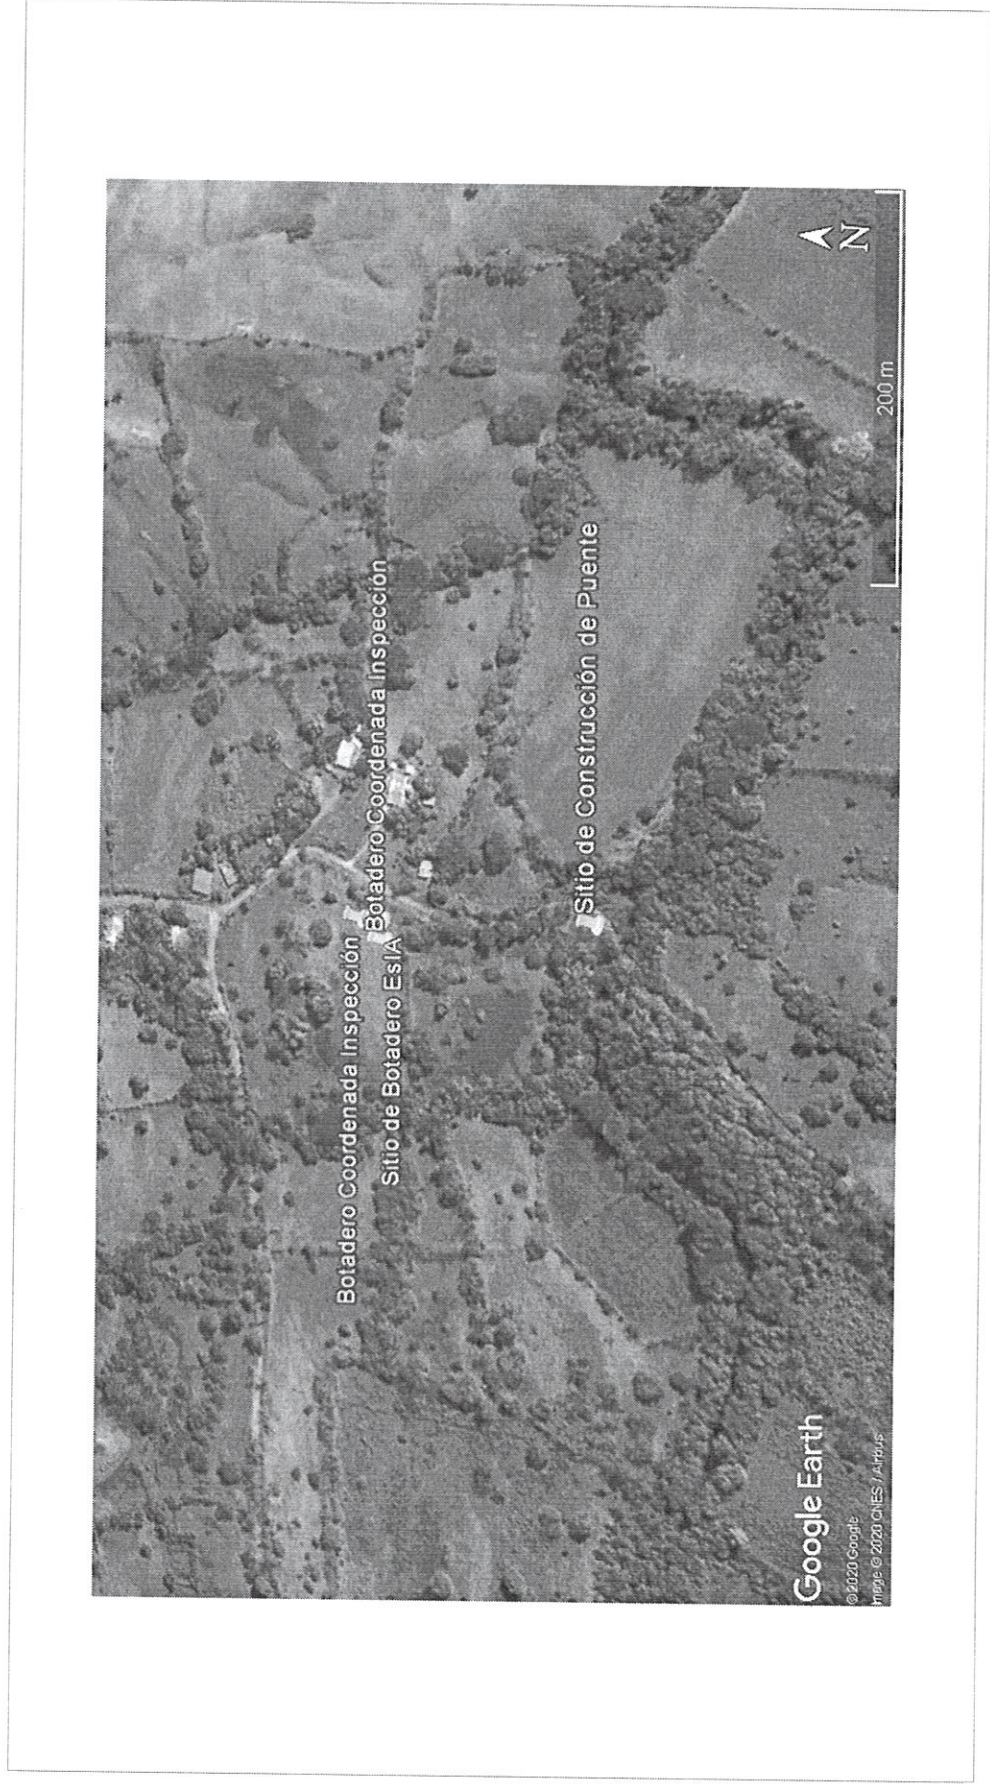 Botadero Coordenada Inspección
Botadero Coordenada Inspección
Sitio de Botadero EsIA
Sitio de Construcción de Puente
Google Earth
© 2020 Google
Image © 2020 CNES / Airbus
N
200 m